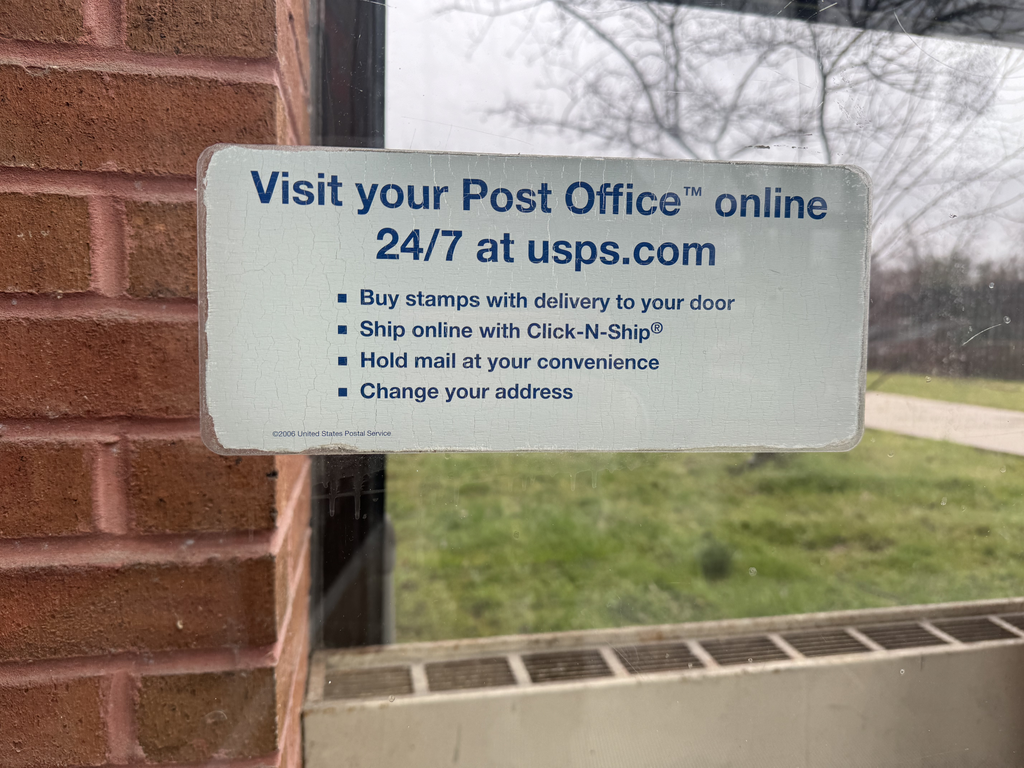 Visit your Post Office™ online
24/7 at usps.com
▪ Buy stamps with delivery to your door
▪ Ship online with Click-N-Ship®
▪ Hold mail at your convenience
▪ Change your address
©2006 United States Postal Service